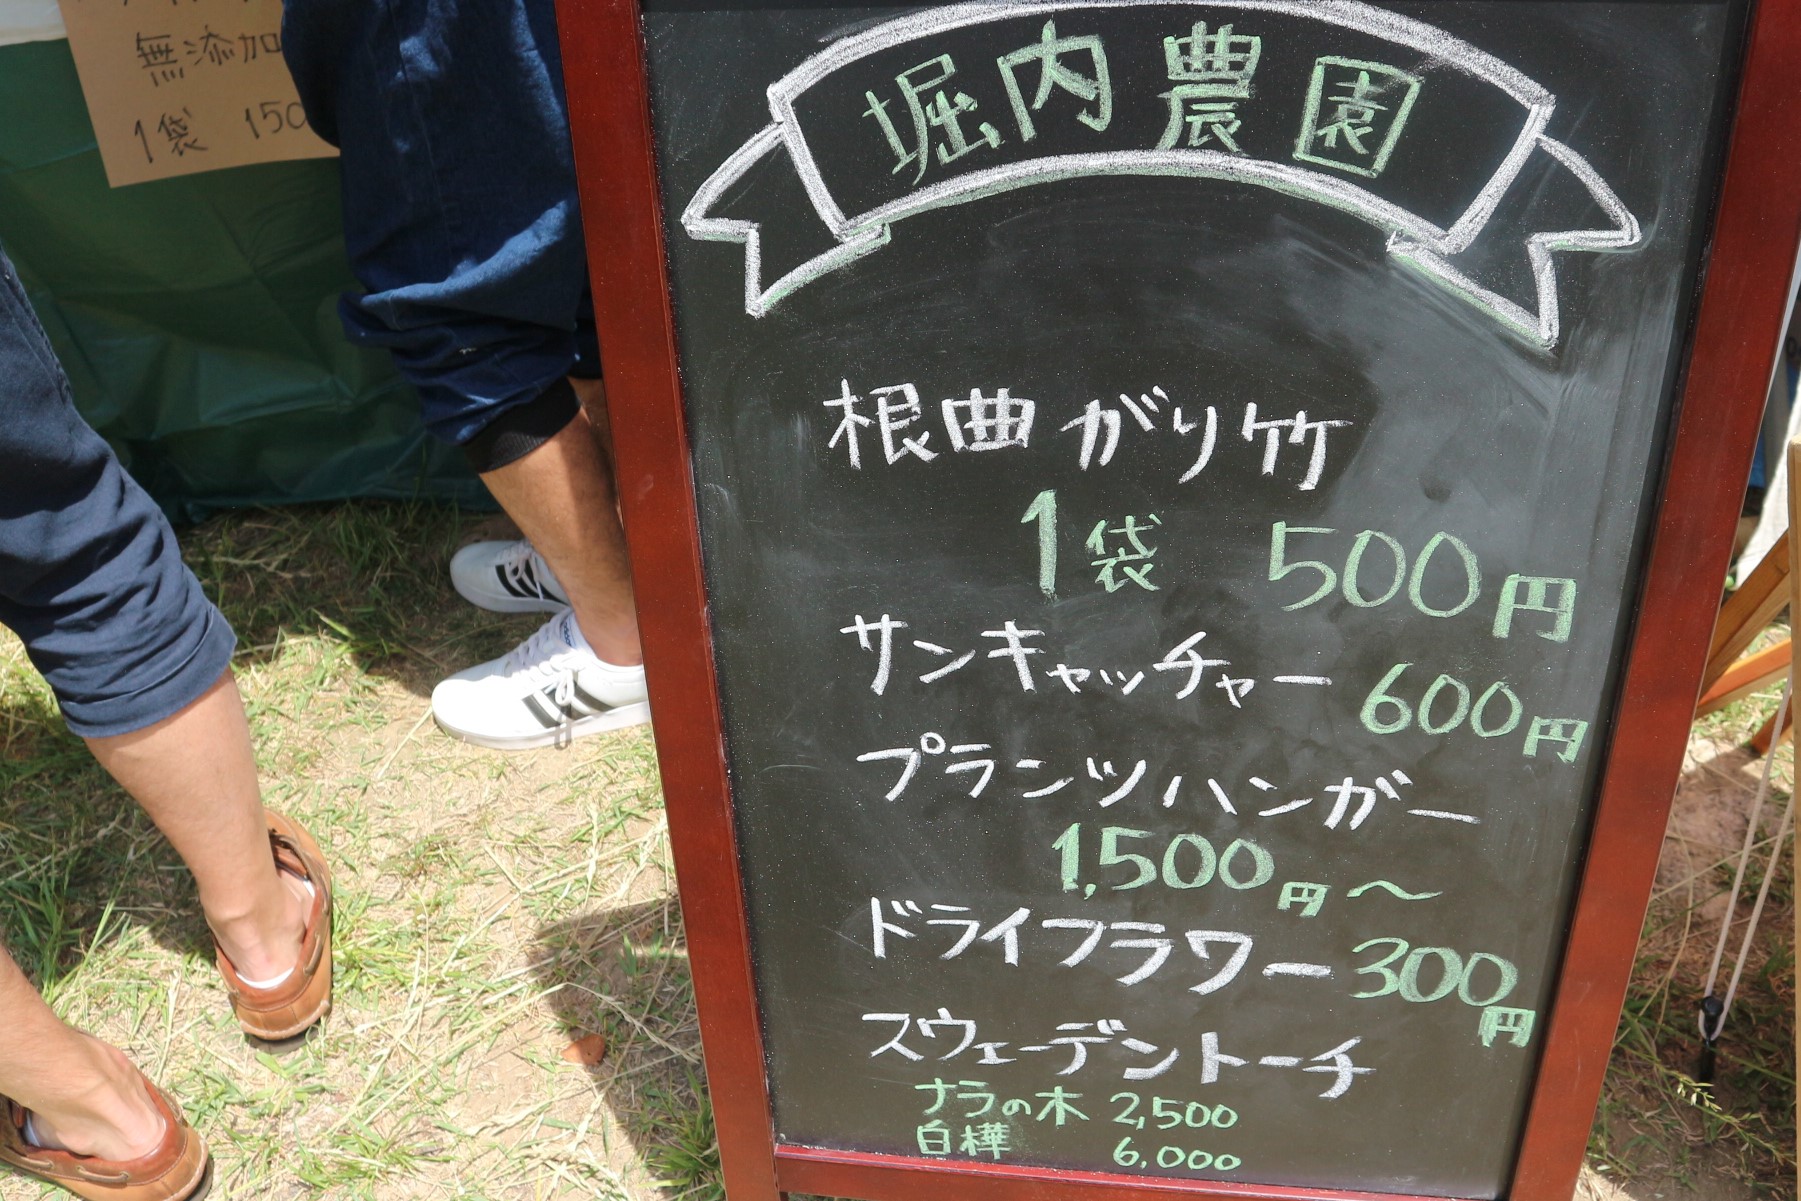 無添加
1袋 150
堀内農園
根曲がり竹
1袋 500円
サンキャッチャー 600円
プランツハンガー
1,500円〜
ドライフラワー 300円
スウェーデントーチ
ナラの木 2,500
白樺 6,000